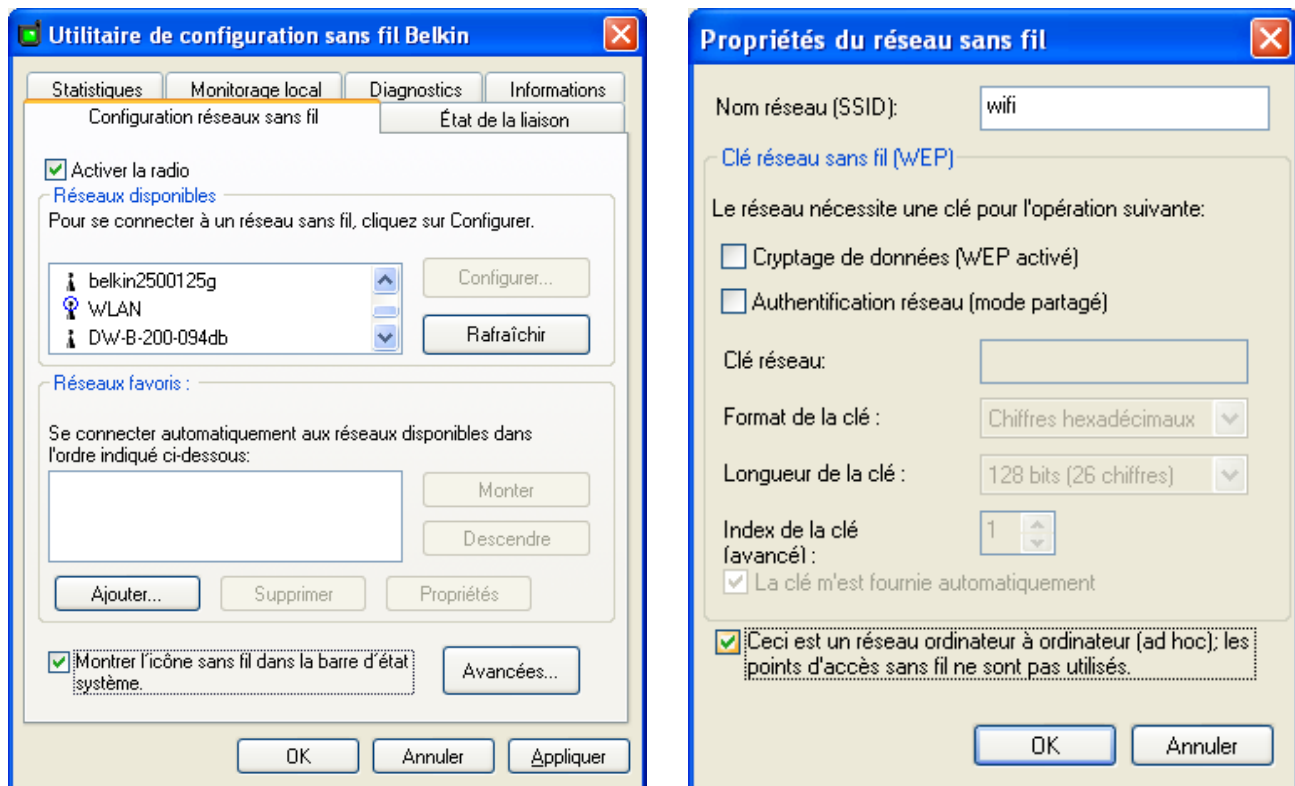 Utilitaire de configuration sans fil Belkin
Statistiques
Monitorage local
Diagnostics
Informations
Configuration réseaux sans fil
État de la liaison
Activer la radio
Réseaux disponibles
Pour se connecter à un réseau sans fil, cliquez sur Configurer.
belkin2500125g
WLAN
DW-B-200-094db
Configurer...
Rafraîchir
Réseaux favoris :
Se connecter automatiquement aux réseaux disponibles dans
l'ordre indiqué ci-dessous:
Monter
Descendre
Ajouter...
Supprimer
Propriétés
Montrer l'icône sans fil dans la barre d'état
système.
Avancées...
OK
Annuler
Appliquer
Propriétés du réseau sans fil
Nom réseau (SSID):
wifi
Clé réseau sans fil (WEP)
Le réseau nécessite une clé pour l'opération suivante:
Cryptage de données (WEP activé)
Authentification réseau (mode partagé)
Clé réseau:
Format de la clé :
Chiffres hexadécimaux
Longueur de la clé :
128 bits (26 chiffres)
Index de la clé
(avancé) :
1
La clé m'est fournie automatiquement
Ceci est un réseau ordinateur à ordinateur (ad hoc); les
points d'accès sans fil ne sont pas utilisés.
OK
Annuler